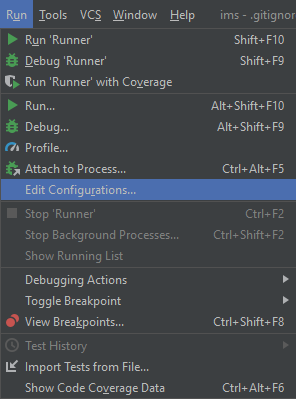 Run Tools VCS Window Help ims - .gitignor
Run 'Runner' Shift+F10
Debug 'Runner' Shift+F9
Run 'Runner' with Coverage
Run... Alt+Shift+F10
Debug... Alt+Shift+F9
Profile...
Attach to Process... Ctrl+Alt+F5
Edit Configurations...
Stop 'Runner' Ctrl+F2
Stop Background Processes... Ctrl+Shift+F2
Show Running List
Debugging Actions
Toggle Breakpoint
View Breakpoints... Ctrl+Shift+F8
Test History
Import Tests from File...
Show Code Coverage Data Ctrl+Alt+F6